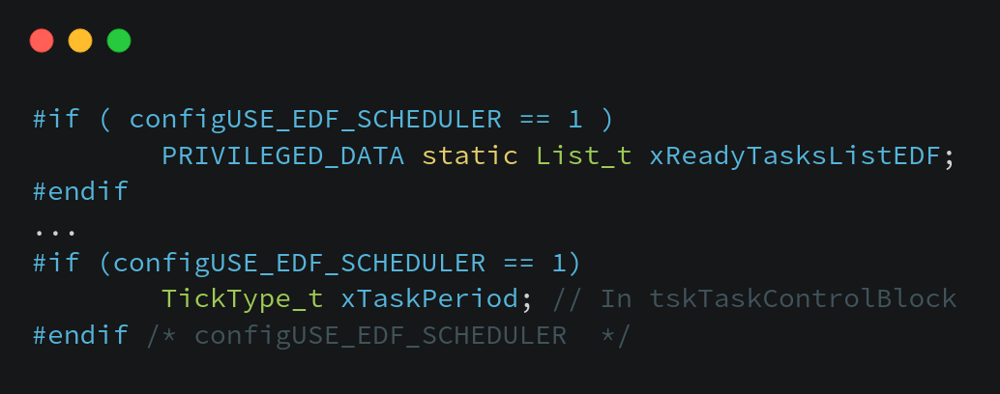 #if ( configUSE_EDF_SCHEDULER == 1 )
        PRIVILEGED_DATA static List_t xReadyTasksListEDF;
#endif
...
#if (configUSE_EDF_SCHEDULER == 1)
        TickType_t xTaskPeriod; // In tskTaskControlBlock
#endif /* configUSE_EDF_SCHEDULER  */